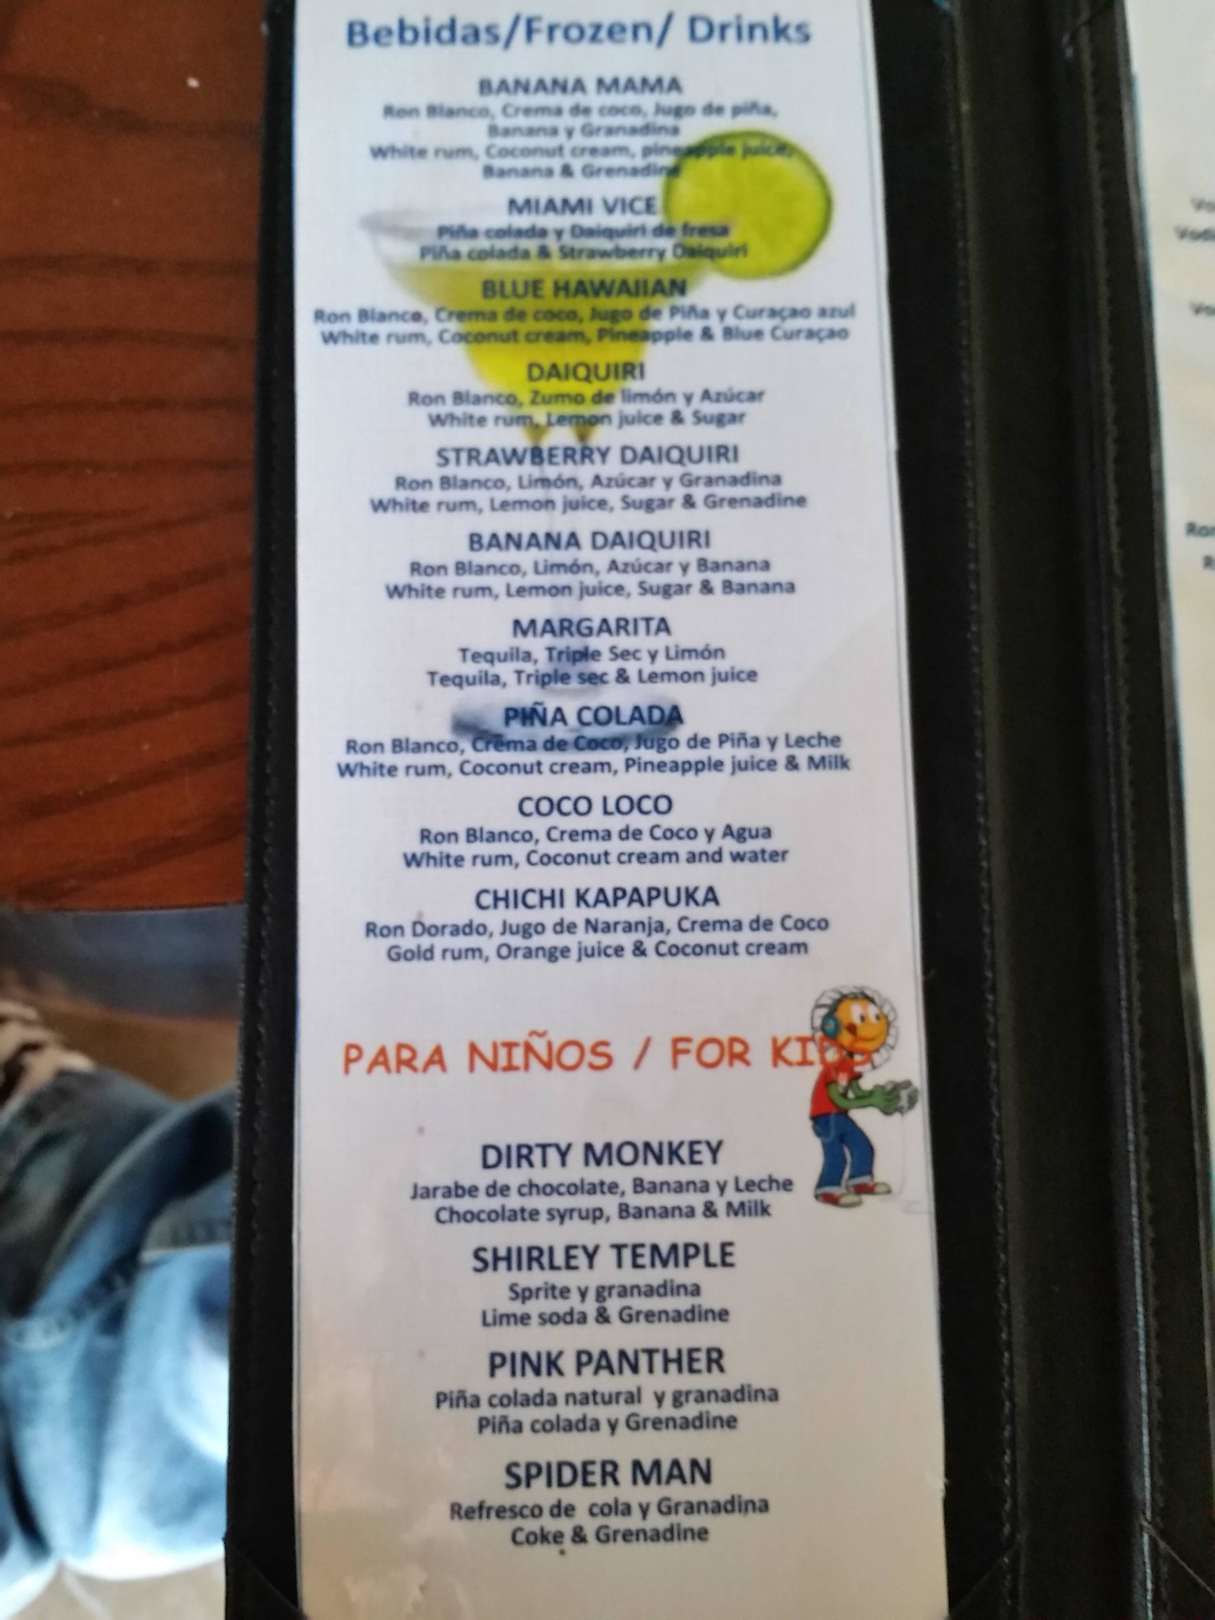 Bebidas/Frozen/ Drinks
BANANA MAMA
Ron Blanco, Crema de coco, Jugo de piña,
Banana y Granadina
White rum, Coconut cream, pineapple juice,
Banana & Grenadine
MIAMI VICE
Piña colada y Daiquiri de fresa
Piña colada & Strawberry Daiquiri
BLUE HAWAIIAN
Ron Blanco, Crema de coco, Jugo de Piña y Curaçao azul
White rum, Coconut cream, Pineapple & Blue Curaçao
DAIQUIRI
Ron Blanco, Zumo de limón y Azúcar
White rum, Lemon juice & Sugar
STRAWBERRY DAIQUIRI
Ron Blanco, Limón, Azúcar y Granadina
White rum, Lemon juice, Sugar & Grenadine
BANANA DAIQUIRI
Ron Blanco, Limón, Azúcar y Banana
White rum, Lemon juice, Sugar & Banana
MARGARITA
Tequila, Triple Sec y Limón
Tequila, Triple sec & Lemon juice
PIÑA COLADA
Ron Blanco, Crema de Coco, Jugo de Piña y Leche
White rum, Coconut cream, Pineapple juice & Milk
COCO LOCO
Ron Blanco, Crema de Coco y Agua
White rum, Coconut cream and water
CHICHI KAPAPUKA
Ron Dorado, Jugo de Naranja, Crema de Coco
Gold rum, Orange juice & Coconut cream
PARA NIÑOS / FOR KIDS
DIRTY MONKEY
Jarabe de chocolate, Banana y Leche
Chocolate syrup, Banana & Milk
SHIRLEY TEMPLE
Sprite y granadina
Lime soda & Grenadine
PINK PANTHER
Piña colada natural y granadina
Piña colada y Grenadine
SPIDER MAN
Refresco de cola y Granadina
Coke & Grenadine